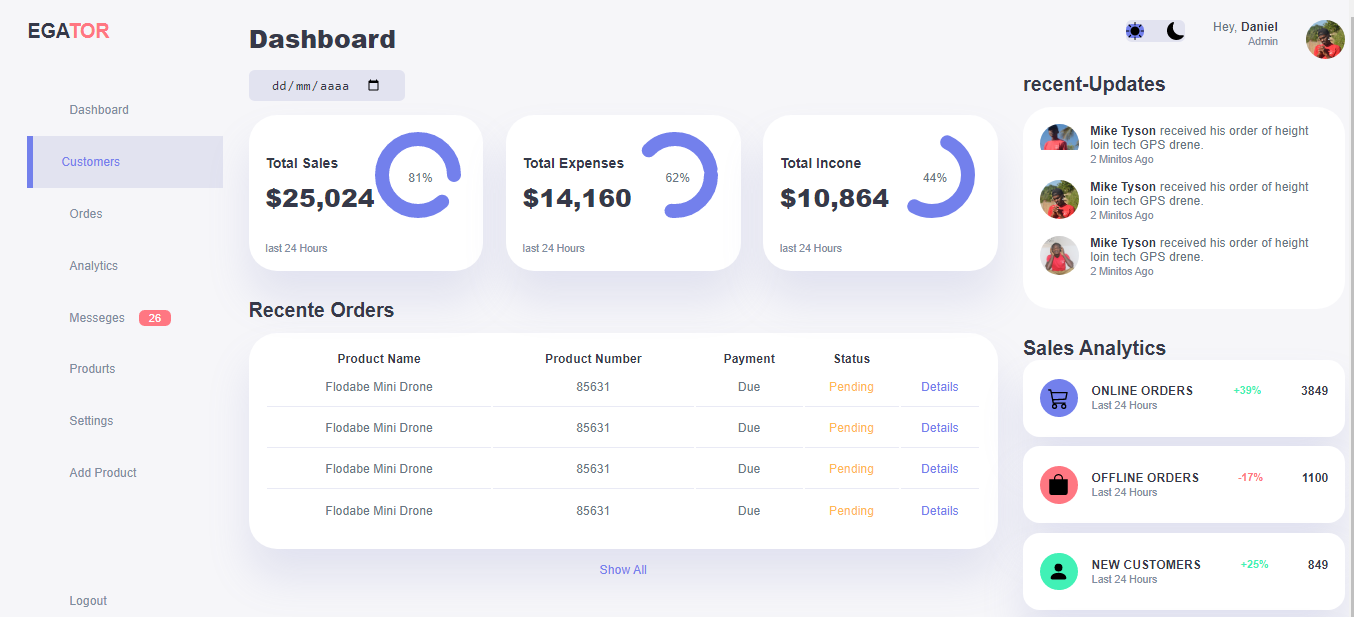 EGATOR
Dashboard
Customers
Ordes
Analytics
Messeges 26
Produrts
Settings
Add Product
Logout
Dashboard
dd/mm/aaaa
Total Sales
$25,024
81%
last 24 Hours
Total Expenses
$14,160
62%
last 24 Hours
Total Incone
$10,864
44%
last 24 Hours
Recente Orders
Product Name Product Number Payment Status
Flodabe Mini Drone 85631 Due Pending Details
Flodabe Mini Drone 85631 Due Pending Details
Flodabe Mini Drone 85631 Due Pending Details
Flodabe Mini Drone 85631 Due Pending Details
Show All
Hey, Daniel
Admin
recent-Updates
Mike Tyson received his order of height
loin tech GPS drene.
2 Minitos Ago
Mike Tyson received his order of height
loin tech GPS drene.
2 Minitos Ago
Mike Tyson received his order of height
loin tech GPS drene.
2 Minitos Ago
Sales Analytics
ONLINE ORDERS +39% 3849
Last 24 Hours
OFFLINE ORDERS -17% 1100
Last 24 Hours
NEW CUSTOMERS +25% 849
Last 24 Hours